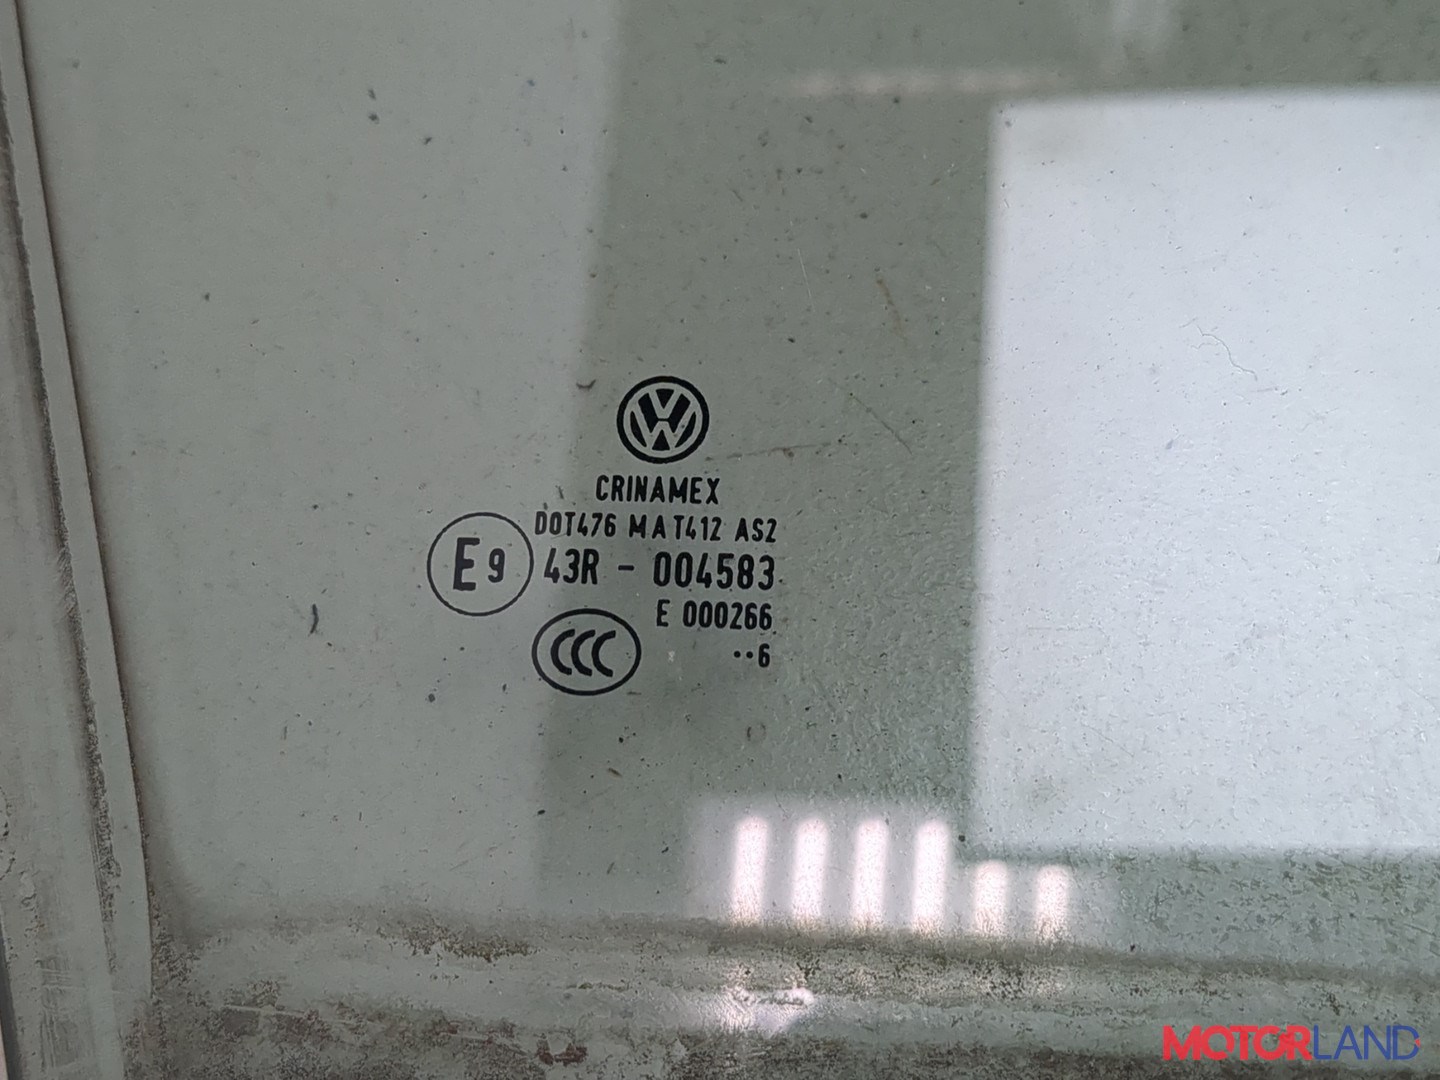 CRINAMEX
DOT476 MAT412 AS2
E9 43R - 004583
E 000266
CCC ··6
MOTORLAND